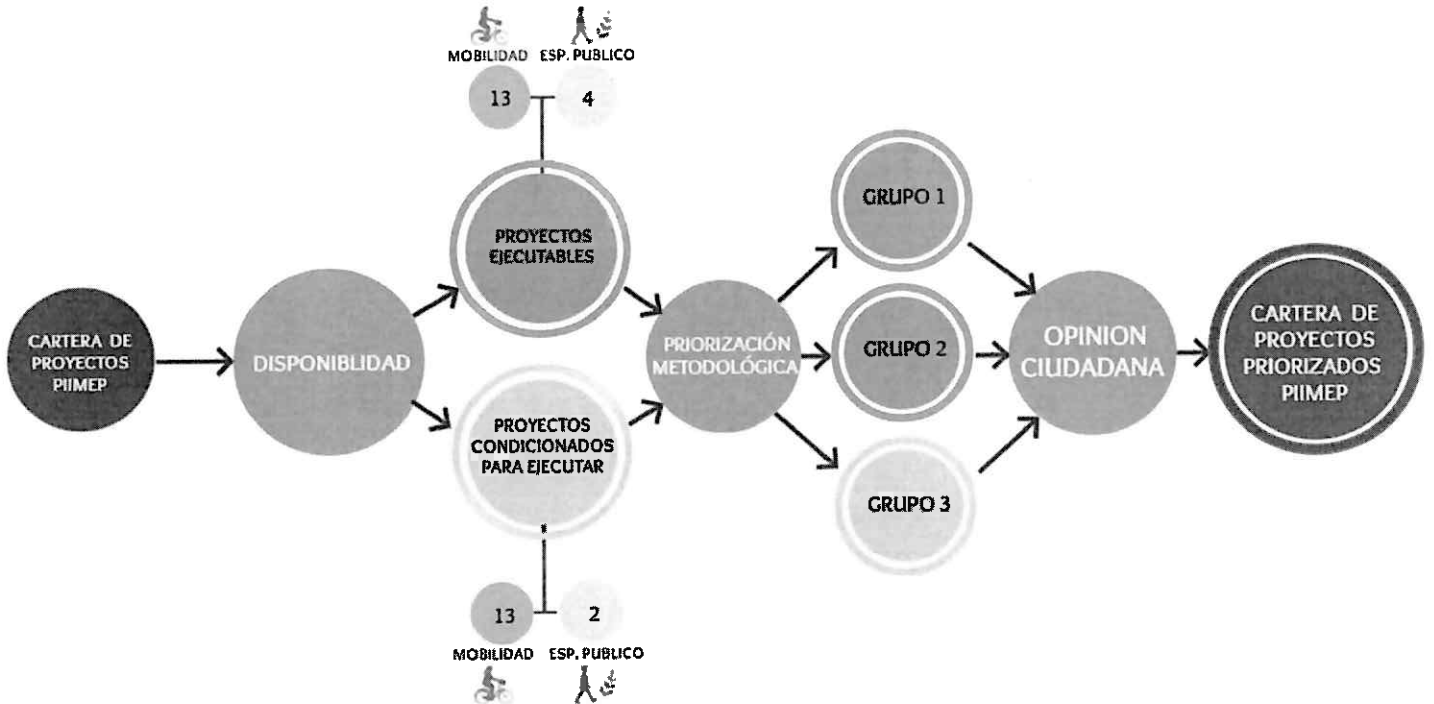 MOBILIDAD ESP. PUBLICO
13 4
PROYECTOS
EJECUTABLES
CARTERA DE
PROYECTOS
PIIMEP
DISPONIBLIDAD
PROYECTOS
CONDICIONADOS
PARA EJECUTAR
13 2
MOBILIDAD ESP. PUBLICO
PRIORIZACIÓN
METODOLÓGICA
GRUPO 1
GRUPO 2
GRUPO 3
OPINION
CIUDADANA
CARTERA DE
PROYECTOS
PRIORIZADOS
PIIMEP